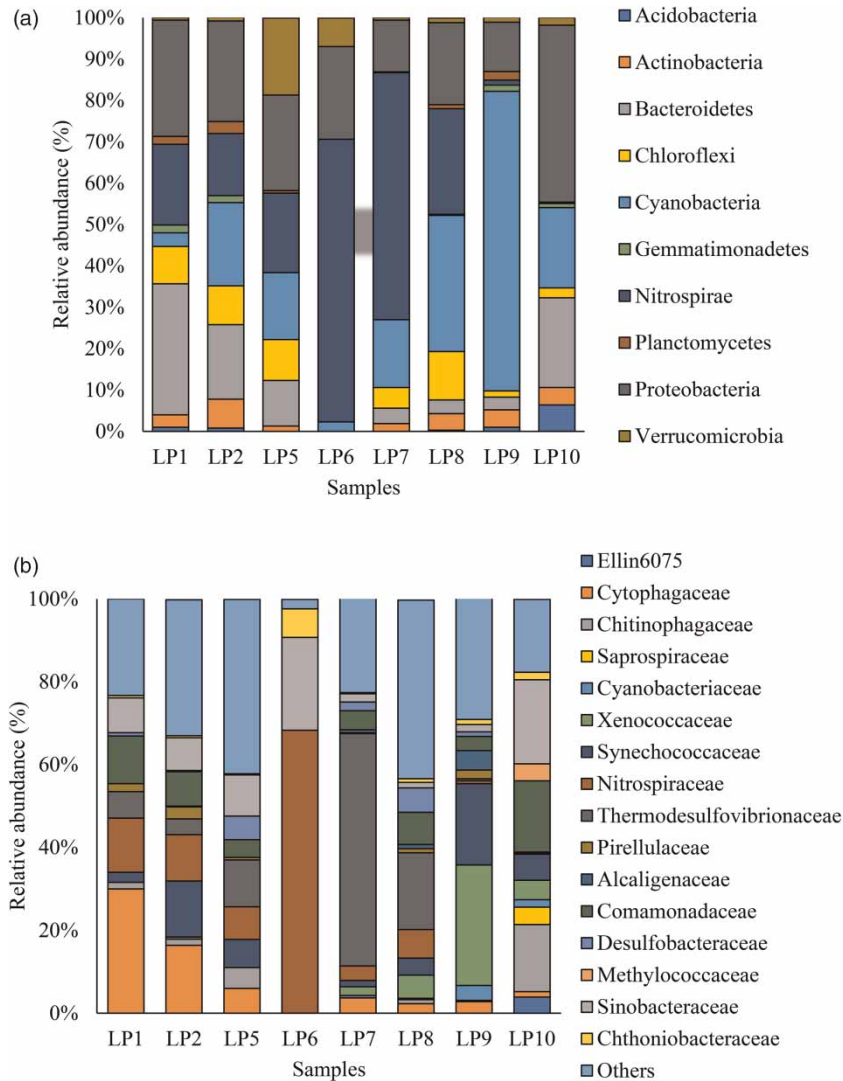 (a)
100%
90%
80%
70%
60%
50%
40%
30%
20%
10%
0%
Relative abundance (%)
LP1 LP2 LP5 LP6 LP7 LP8 LP9 LP10
Samples
Acidobacteria
Actinobacteria
Bacteroidetes
Chloroflexi
Cyanobacteria
Gemmatimonadetes
Nitrospirae
Planctomycetes
Proteobacteria
Verrucomicrobia
(b)
100%
80%
60%
40%
20%
0%
Relative abundance (%)
LP1 LP2 LP5 LP6 LP7 LP8 LP9 LP10
Samples
Ellin6075
Cytophagaceae
Chitinophagaceae
Saprospiraceae
Cyanobacteriaceae
Xenococcaceae
Synechococcaceae
Nitrospiraceae
Thermodesulfovibrionaceae
Pirellulaceae
Alcaligenaceae
Comamonadaceae
Desulfobacteraceae
Methylococcaceae
Sinobacteraceae
Chthoniobacteraceae
Others